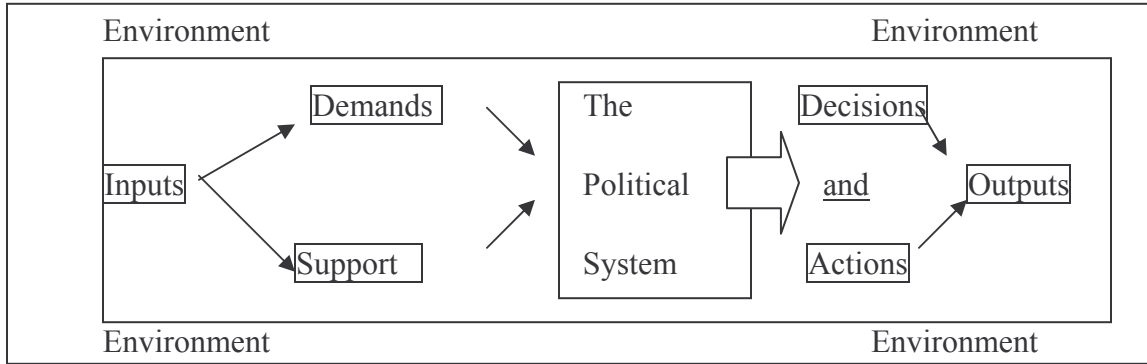 Environment Environment
Demands The Decisions
Inputs Political and Outputs
Support System Actions
Environment Environment